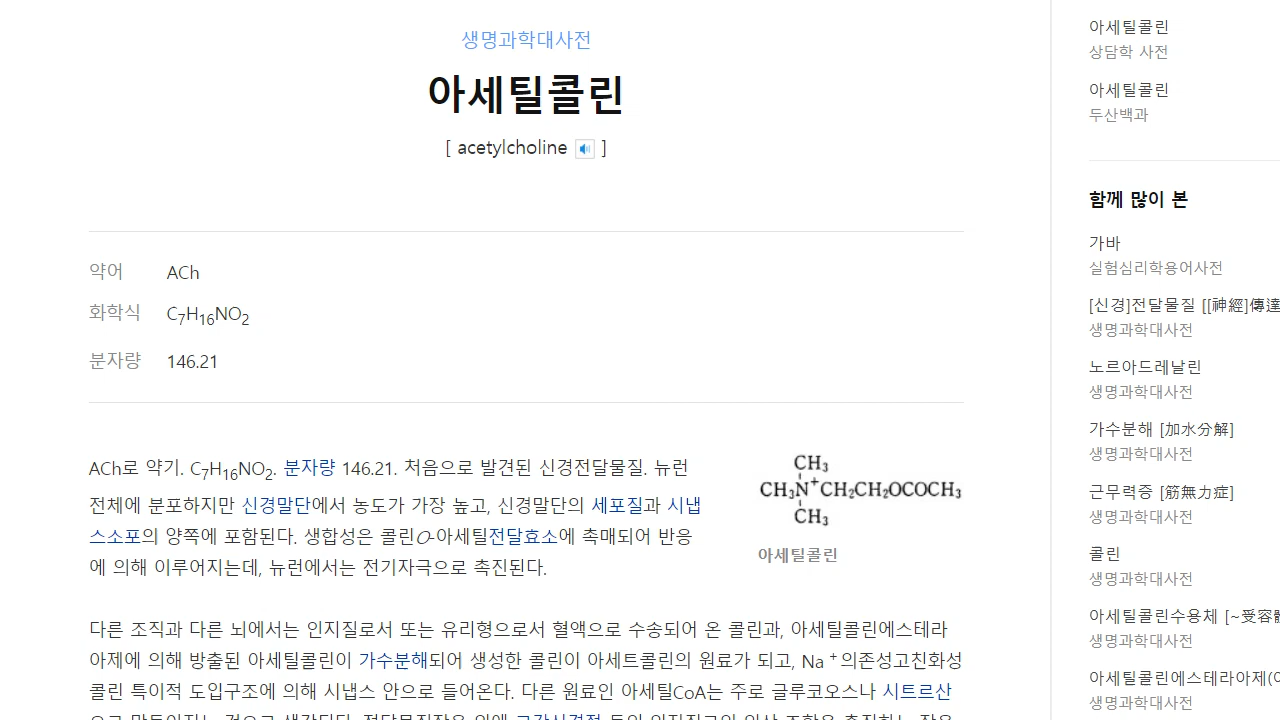 생명과학대사전
아세틸콜린
[ acetylcholine ]
약어 ACh
화학식 C7H16NO2
분자량 146.21
ACh로 약기. C7H16NO2. 분자량 146.21. 처음으로 발견된 신경전달물질. 뉴런
전체에 분포하지만 신경말단에서 농도가 가장 높고, 신경말단의 세포질과 시냅
스소포의 양쪽에 포함된다. 생합성은 콜린O-아세틸전달효소에 촉매되어 반응
에 의해 이루어지는데, 뉴런에서는 전기자극으로 촉진된다.
CH3
CH3N+CH2CH2OCOCH3
CH3
아세틸콜린
다른 조직과 다른 뇌에서는 인지질로서 또는 유리형으로서 혈액으로 수송되어 온 콜린과, 아세틸콜린에스테라
아제에 의해 방출된 아세틸콜린이 가수분해되어 생성한 콜린이 아세트콜린의 원료가 되고, Na + 의존성고친화성
콜린 특이적 도입구조에 의해 시냅스 안으로 들어온다. 다른 원료인 아세틸CoA는 주로 글루코오스나 시트르산
아세틸콜린
상담학 사전
아세틸콜린
두산백과
함께 많이 본
가바
실험심리학용어사전
[신경]전달물질 [[神經]傳達
생명과학대사전
노르아드레날린
생명과학대사전
가수분해 [加水分解]
생명과학대사전
근무력증 [筋無力症]
생명과학대사전
콜린
생명과학대사전
아세틸콜린수용체 [~受容體
생명과학대사전
아세틸콜린에스테라아제(
생명과학대사전